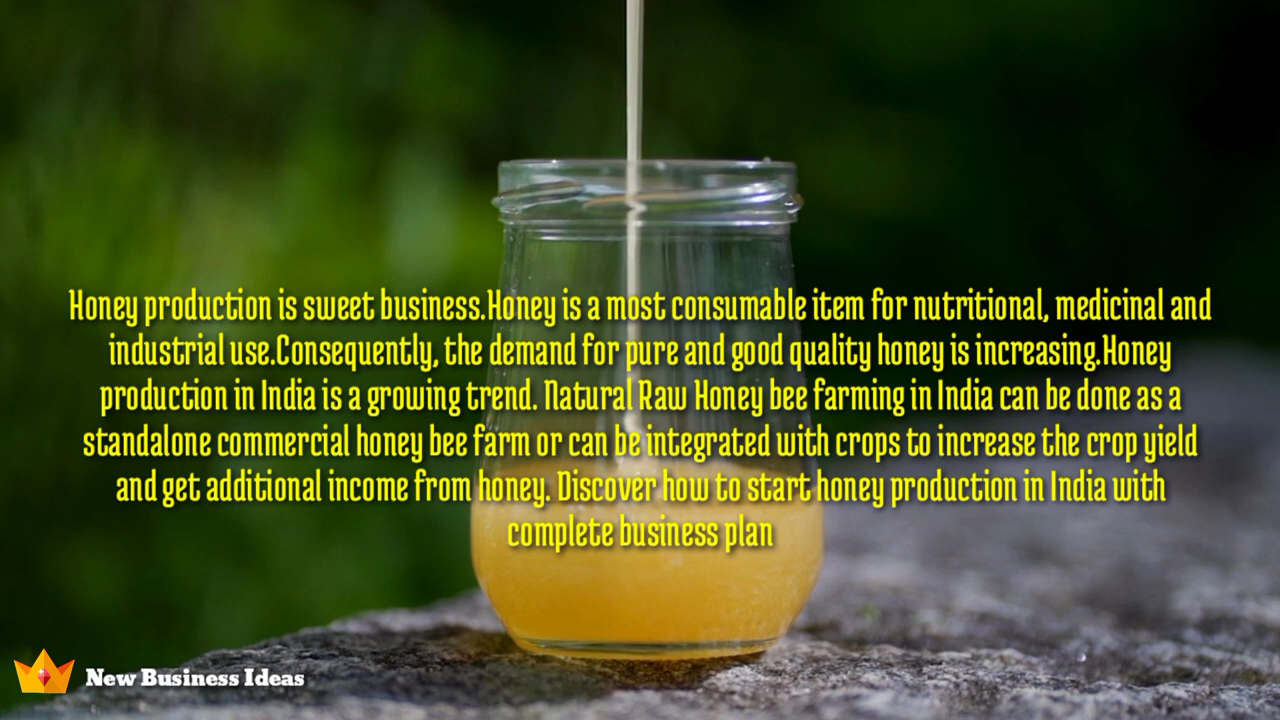 Honey production is sweet business.Honey is a most consumable item for nutritional, medicinal and
industrial use.Consequently, the demand for pure and good quality honey is increasing.Honey
production in India is a growing trend. Natural Raw Honey bee farming in India can be done as a
standalone commercial honey bee farm or can be integrated with crops to increase the crop yield
and get additional income from honey. Discover how to start honey production in India with
complete business plan
New Business Ideas